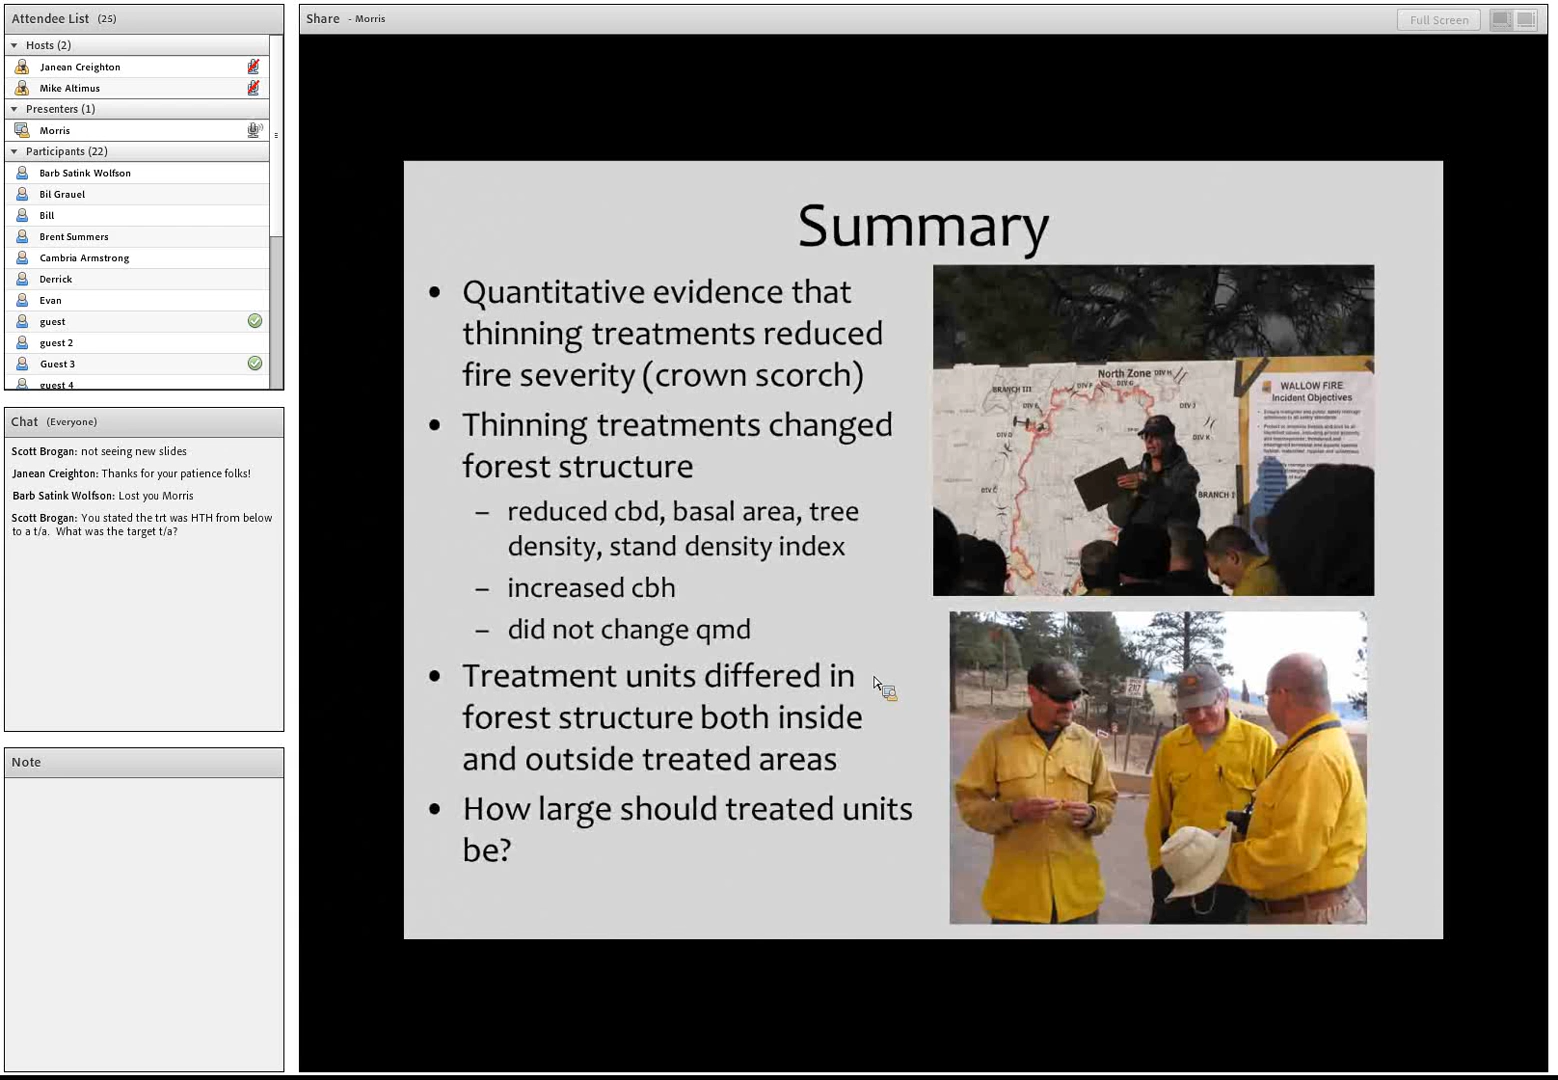 Attendee List (25)
Hosts (2)
Janean Creighton
Mike Altimus
Presenters (1)
Morris
Participants (22)
Barb Satink Wolfson
Bil Grauel
Bill
Brent Summers
Cambria Armstrong
Derrick
Evan
guest
guest 2
Guest 3
guest 4
Chat (Everyone)
Scott Brogan: not seeing new slides
Janean Creighton: Thanks for your patience folks!
Barb Satink Wolfson: Lost you Morris
Scott Brogan: You stated the trt was HTH from below
to a t/a. What was the target t/a?
Note
Share - Morris
Full Screen
Summary
• Quantitative evidence that
thinning treatments reduced
fire severity (crown scorch)
• Thinning treatments changed
forest structure
– reduced cbd, basal area, tree
density, stand density index
– increased cbh
– did not change qmd
• Treatment units differed in
forest structure both inside
and outside treated areas
• How large should treated units
be?
North Zone
DIV H
DIV G
DIV F
BRANCH III
DIV E
DIV J
DIV D
DIV K
DIV C
BRANCH I
WALLOW FIRE
Incident Objectives